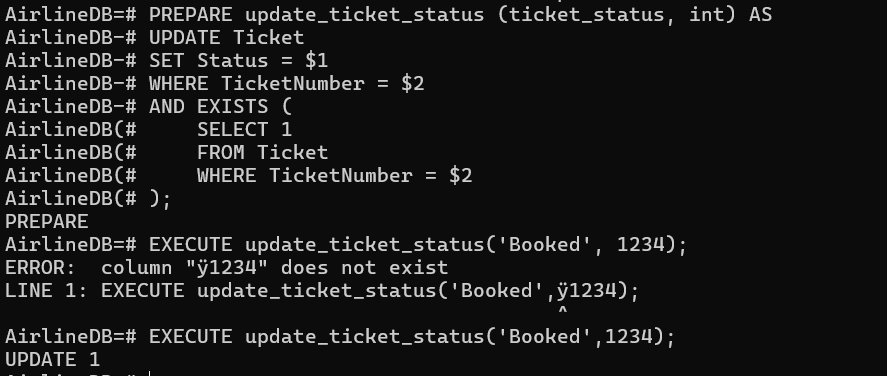 AirlineDB=# PREPARE update_ticket_status (ticket_status, int) AS
AirlineDB-# UPDATE Ticket
AirlineDB-# SET Status = $1
AirlineDB-# WHERE TicketNumber = $2
AirlineDB-# AND EXISTS (
AirlineDB(#     SELECT 1
AirlineDB(#     FROM Ticket
AirlineDB(#     WHERE TicketNumber = $2
AirlineDB(# );
PREPARE
AirlineDB=# EXECUTE update_ticket_status('Booked', 1234);
ERROR:  column "ÿ1234" does not exist
LINE 1: EXECUTE update_ticket_status('Booked',ÿ1234);
                                              ^
AirlineDB=# EXECUTE update_ticket_status('Booked',1234);
UPDATE 1